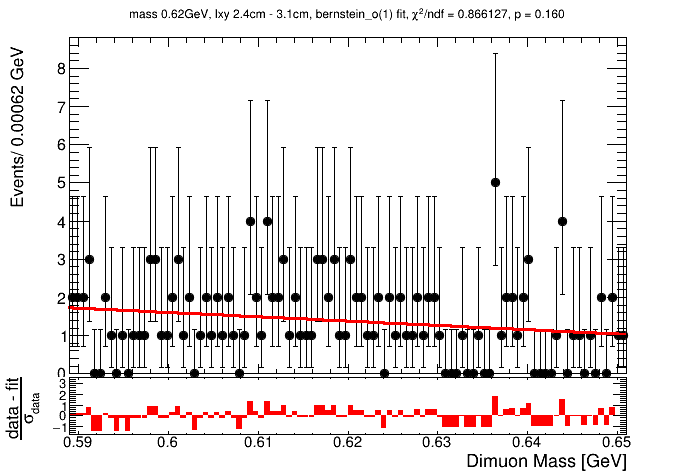 mass 0.62GeV, lxy 2.4cm - 3.1cm, bernstein_o(1) fit, χ²/ndf = 0.866127, p = 0.160
Events/ 0.00062 GeV
8
7
6
5
4
3
2
1
0
data - fit
σdata
3
2
1
0
−1
0.59 0.6 0.61 0.62 0.63 0.64 0.65
Dimuon Mass [GeV]